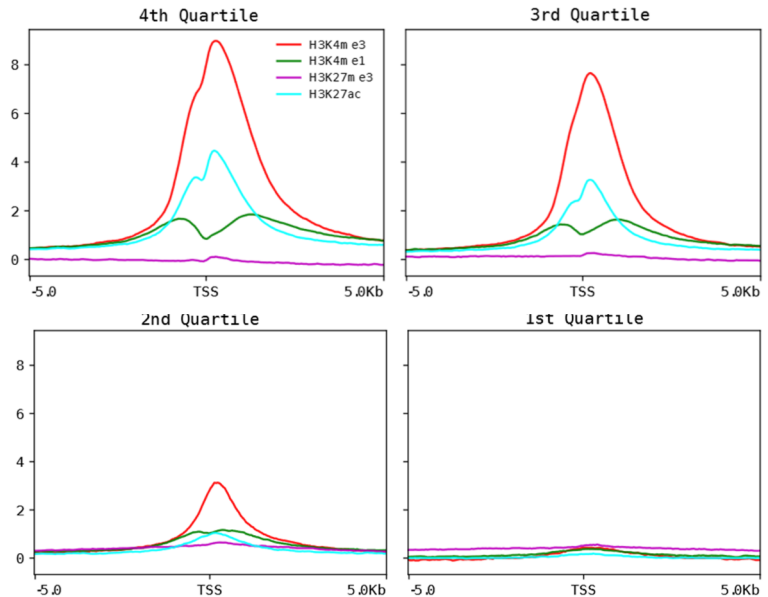 4th Quartile
H3K4me3
H3K4me1
H3K27me3
H3K27ac
8
6
4
2
0
-5.0 TSS 5.0Kb
3rd Quartile
-5.0 TSS 5.0Kb
2nd Quartile
8
6
4
2
0
-5.0 TSS 5.0Kb
1st Quartile
-5.0 TSS 5.0Kb